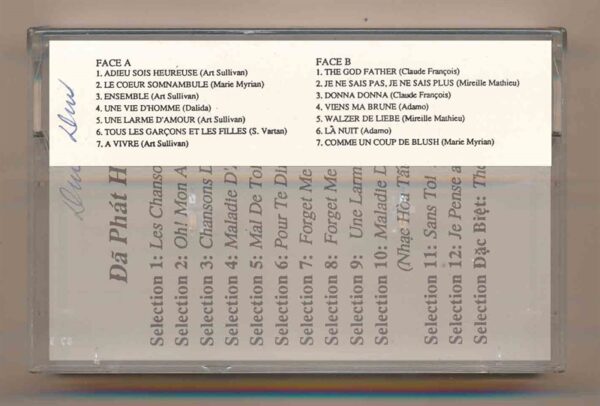 FACE A
1. ADIEU SOIS HEUREUSE (Art Sullivan)
2. LE COEUR SOMNAMBULE (Marie Myrian)
3. ENSEMBLE (Art Sullivan)
4. UNE VIE D'HOMME (Dalida)
5. UNE LARME D'AMOUR (Art Sullivan)
6. TOUS LES GARÇONS ET LES FILLES (S. Vartan)
7. A VIVRE (Art Sullivan)
FACE B
1. THE GOD FATHER (Claude François)
2. JE NE SAIS PAS, JE NE SAIS PLUS (Mireille Mathieu)
3. DONNA DONNA (Claude François)
4. VIENS MA BRUNE (Adamo)
5. WALZER DE LIEBE (Mireille Mathieu)
6. LÀ NUIT (Adamo)
7. COMME UN COUP DE BLUSH (Marie Myrian)
Đã Phát H
Selection 1: Les Chanso
Selection 2: Oh! Mon A
Selection 3: Chansons D
Selection 4: Maladie D'
Selection 5: Mal De To
Selection 6: Pour Te Di
Selection 7: Forget Me
Selection 8: Forget Me
Selection 9: Une Larm
Selection 10: Maladie D
(Nhạc Hòa Tấ
Selection 11: Sans Toi
Selection 12: Je Pense a
Selection Đặc Biệt: Tho